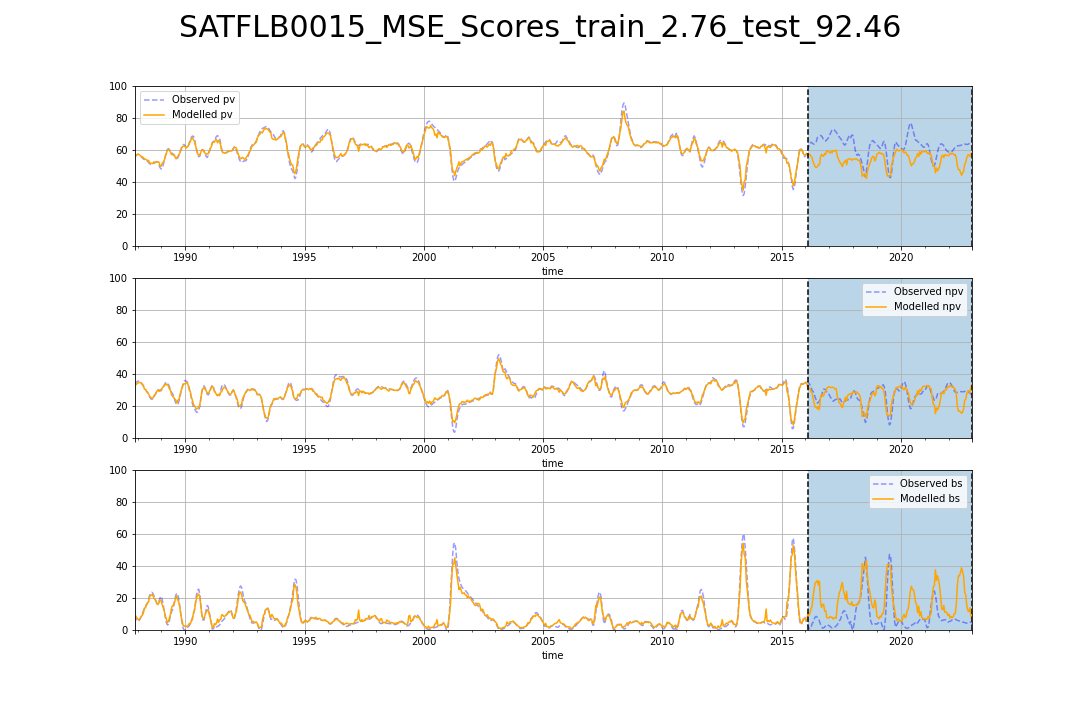 SATFLB0015_MSE_Scores_train_2.76_test_92.46
100
80
60
40
20
0
Observed pv
Modelled pv
1990 1995 2000 2005 2010 2015 2020
time
100
80
60
40
20
0
Observed npv
Modelled npv
1990 1995 2000 2005 2010 2015 2020
time
100
80
60
40
20
0
Observed bs
Modelled bs
1990 1995 2000 2005 2010 2015 2020
time